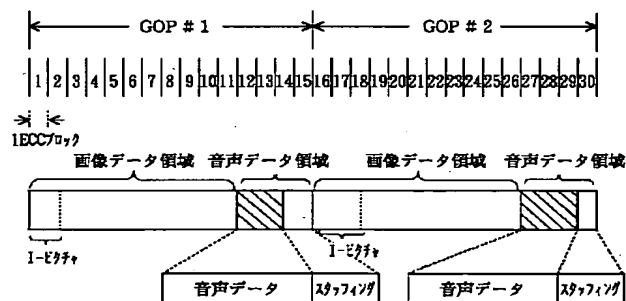 GOP # 1 GOP # 2
1 2 3 4 5 6 7 8 9 10 11 12 13 14 15 16 17 18 19 20 21 22 23 24 25 26 27 28 29 30
1ECCブロック
画像データ領域 音声データ領域 画像データ領域 音声データ領域
I-ピクチャ I-ピクチャ
音声データ スタッフィング 音声データ スタッフィング